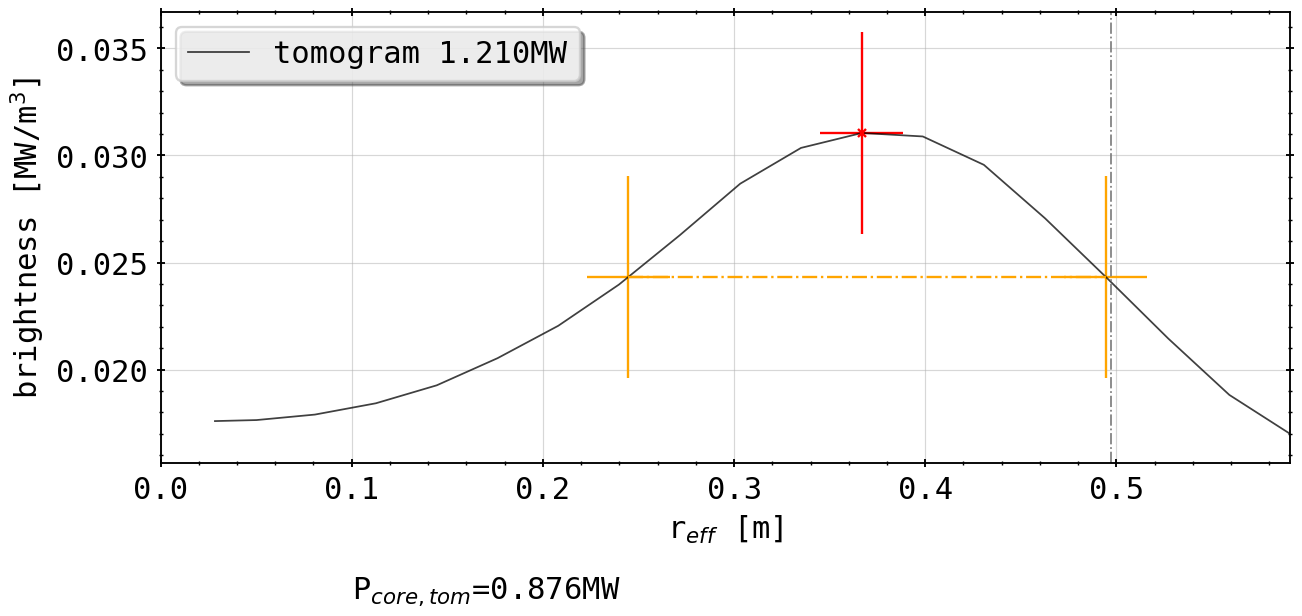 tomogram 1.210MW
brightness [MW/m³]
0.035
0.030
0.025
0.020
0.0 0.1 0.2 0.3 0.4 0.5
r_eff [m]
P_core,tom=0.876MW